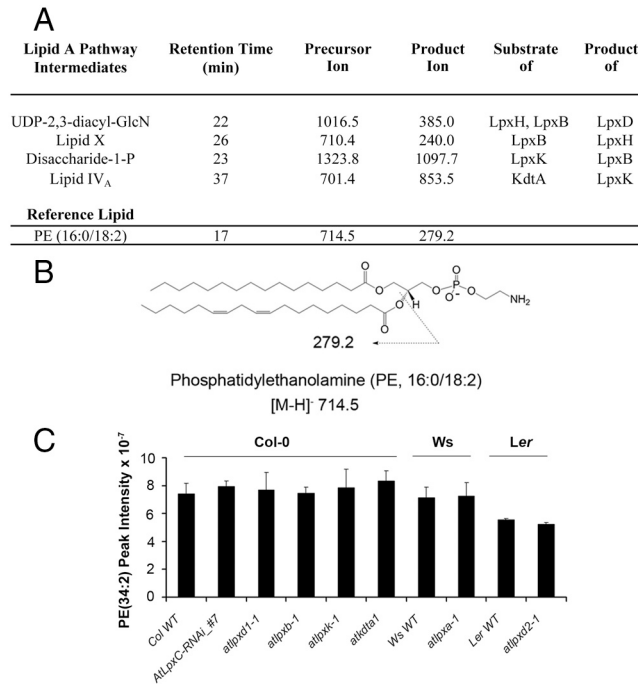 A
Lipid A Pathway Intermediates Retention Time (min) Precursor Ion Product Ion Substrate of Product of
UDP-2,3-diacyl-GlcN 22 1016.5 385.0 LpxH, LpxB LpxD
Lipid X 26 710.4 240.0 LpxB LpxH
Disaccharide-1-P 23 1323.8 1097.7 LpxK LpxB
Lipid IVA 37 701.4 853.5 KdtA LpxK
Reference Lipid
PE (16:0/18:2) 17 714.5 279.2
B
O
O
O
O
H
O
O
P
O-
O
NH2
279.2
Phosphatidylethanolamine (PE, 16:0/18:2)
[M-H]- 714.5
C
Col-0 Ws Ler
PE(34:2) Peak Intensity x 10-7
10
8
6
4
2
0
Col WT
AtLpxC-RNAi_#7
atlpxd1-1
atlpxb-1
atlpxk-1
atkdta1
Ws WT
atlpxa-1
Ler WT
atlpxd2-1